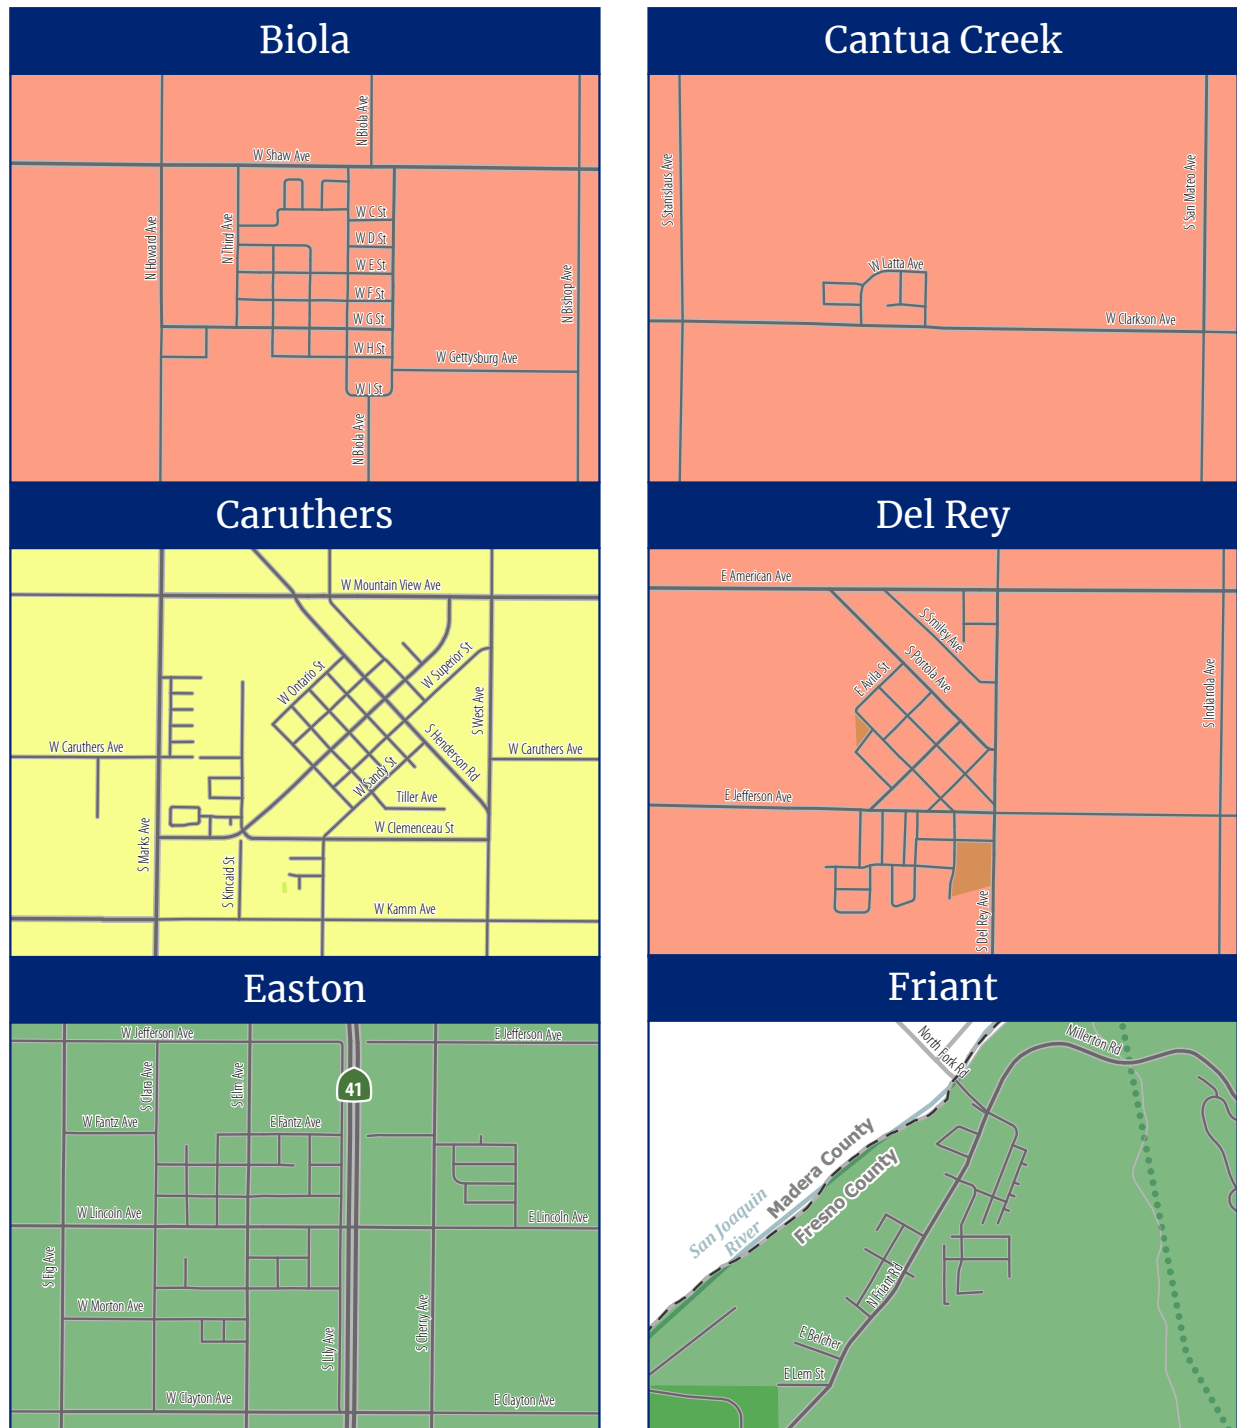 Biola
N Biola Ave
W Shaw Ave
N Howard Ave
N Third Ave
W C St
W D St
W E St
W F St
W G St
W H St
W I St
N Bishop Ave
W Gettysburg Ave
N Biola Ave
Cantua Creek
S Stanislaus Ave
S San Mateo Ave
W Latta Ave
W Clarkson Ave
Caruthers
W Mountain View Ave
W Ontario St
W Superior St
S West Ave
S Henderson Rd
W Caruthers Ave
W Caruthers Ave
W Sandy St
Tiller Ave
S Marks Ave
W Clemenceau St
S Kincaid St
W Kamm Ave
Del Rey
E American Ave
S Smiley Ave
S Portola Ave
E Avila St
S Indianola Ave
E Jefferson Ave
S Del Rey Ave
Easton
W Jefferson Ave
E Jefferson Ave
S Clara Ave
S Elm Ave
41
W Fantz Ave
E Fantz Ave
W Lincoln Ave
E Lincoln Ave
S Fig Ave
W Morton Ave
S Lily Ave
S Cherry Ave
W Clayton Ave
E Clayton Ave
Friant
North Fork Rd
Millerton Rd
Madera County
Fresno County
San Joaquin
River
N Friant Rd
E Belcher
E Lem St